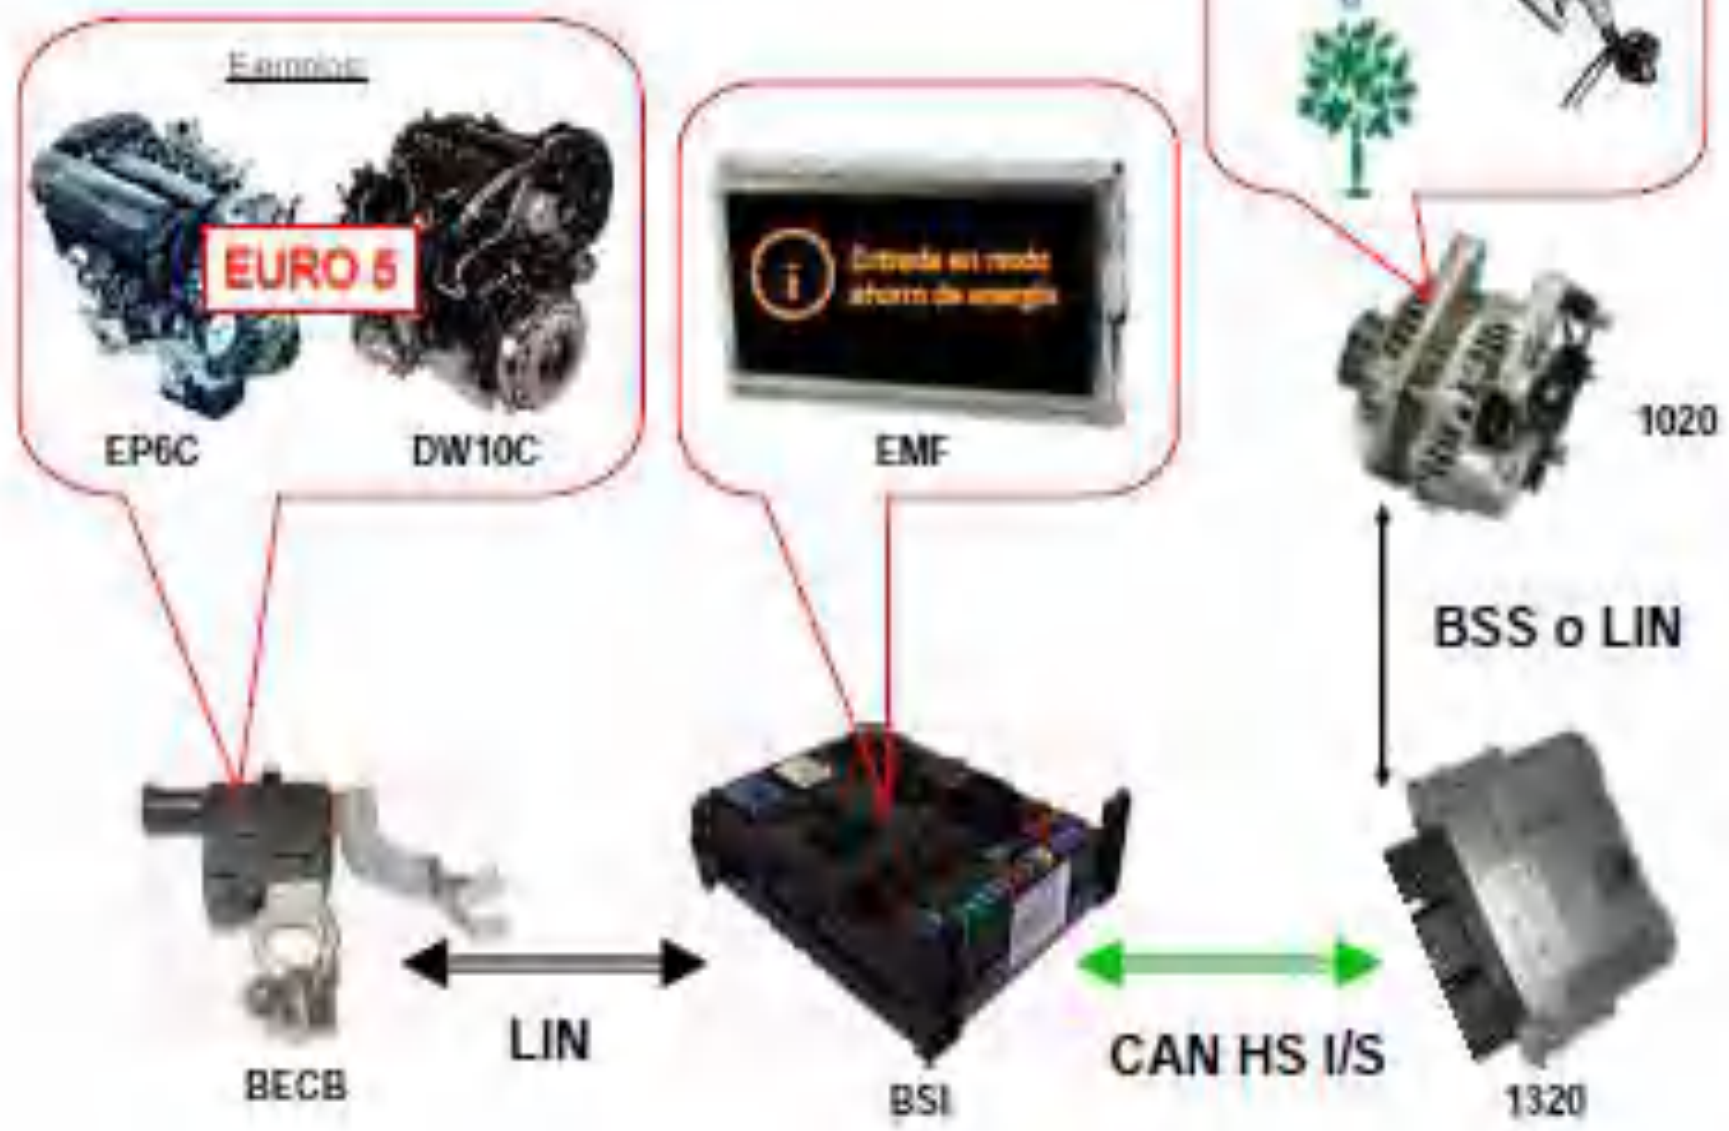 Ejemplos:
EURO 5
EP6C
DW10C
Entrada en modo
ahorro de energía
EMF
1020
BSS o LIN
LIN
BECB
CAN HS I/S
BSI
1320